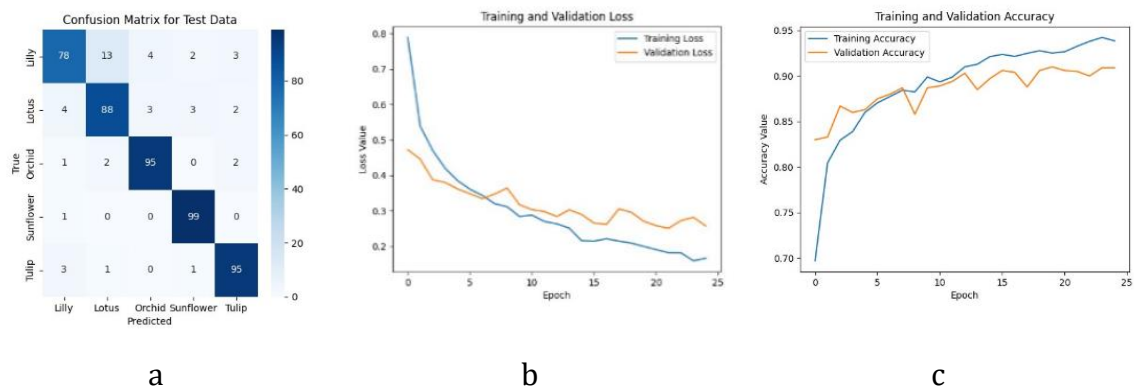 Confusion Matrix for Test Data
Lilly 78 13 4 2 3
Lotus 4 88 3 3 2
Orchid 1 2 95 0 2
Sunflower 1 0 0 99 0
Tulip 3 1 0 1 95
True
Lilly Lotus Orchid Sunflower Tulip
Predicted
80
60
40
20
0
a
Training and Validation Loss
Training Loss
Validation Loss
Loss Value
0.8
0.7
0.6
0.5
0.4
0.3
0.2
0 5 10 15 20 25
Epoch
b
Training and Validation Accuracy
Training Accuracy
Validation Accuracy
Accuracy Value
0.95
0.90
0.85
0.80
0.75
0.70
0 5 10 15 20 25
Epoch
c